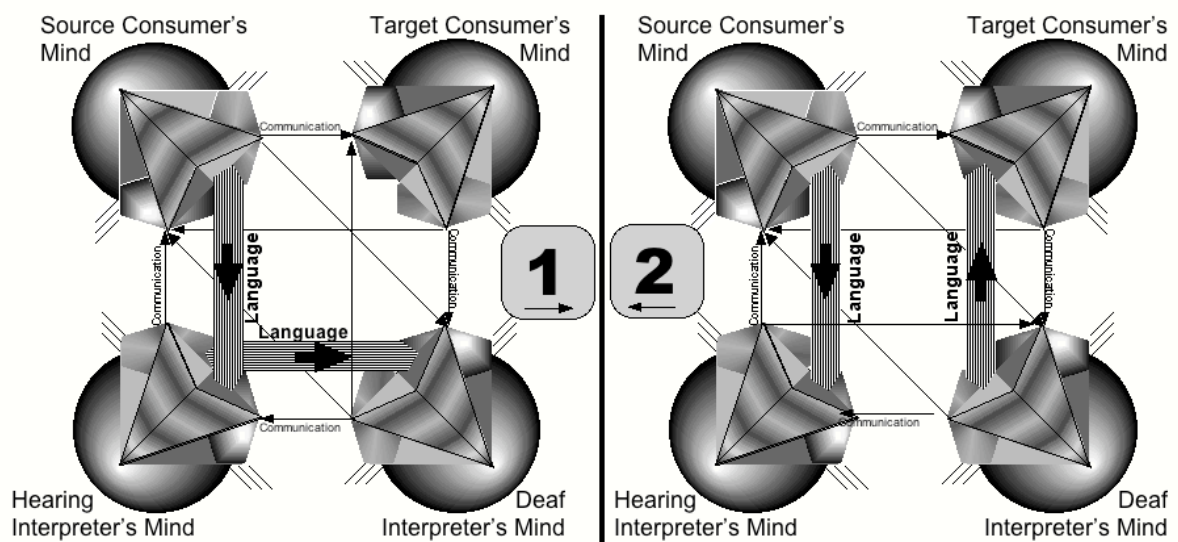 Source Consumer's
Mind
Target Consumer's
Mind
Communication
Communication
Language
Language
Communication
Communication
Hearing
Interpreter's Mind
Deaf
Interpreter's Mind
1
2
Source Consumer's
Mind
Target Consumer's
Mind
Communication
Communication
Language
Language
Communication
Communication
Hearing
Interpreter's Mind
Deaf
Interpreter's Mind